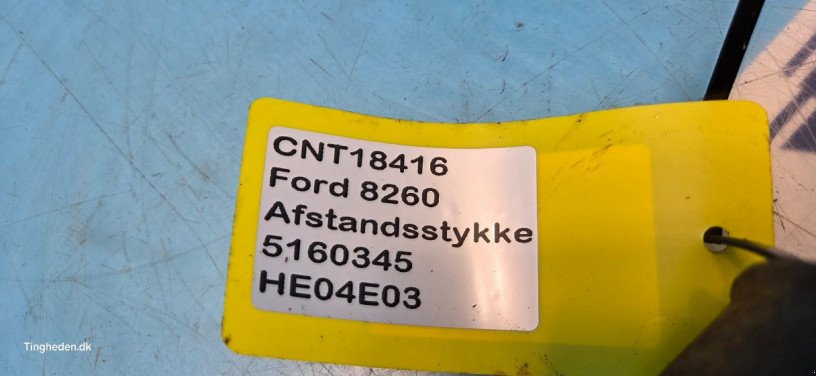 CNT18416
Ford 8260
Afstandsstykke
5160345
HE04E03
Tingheden.dk